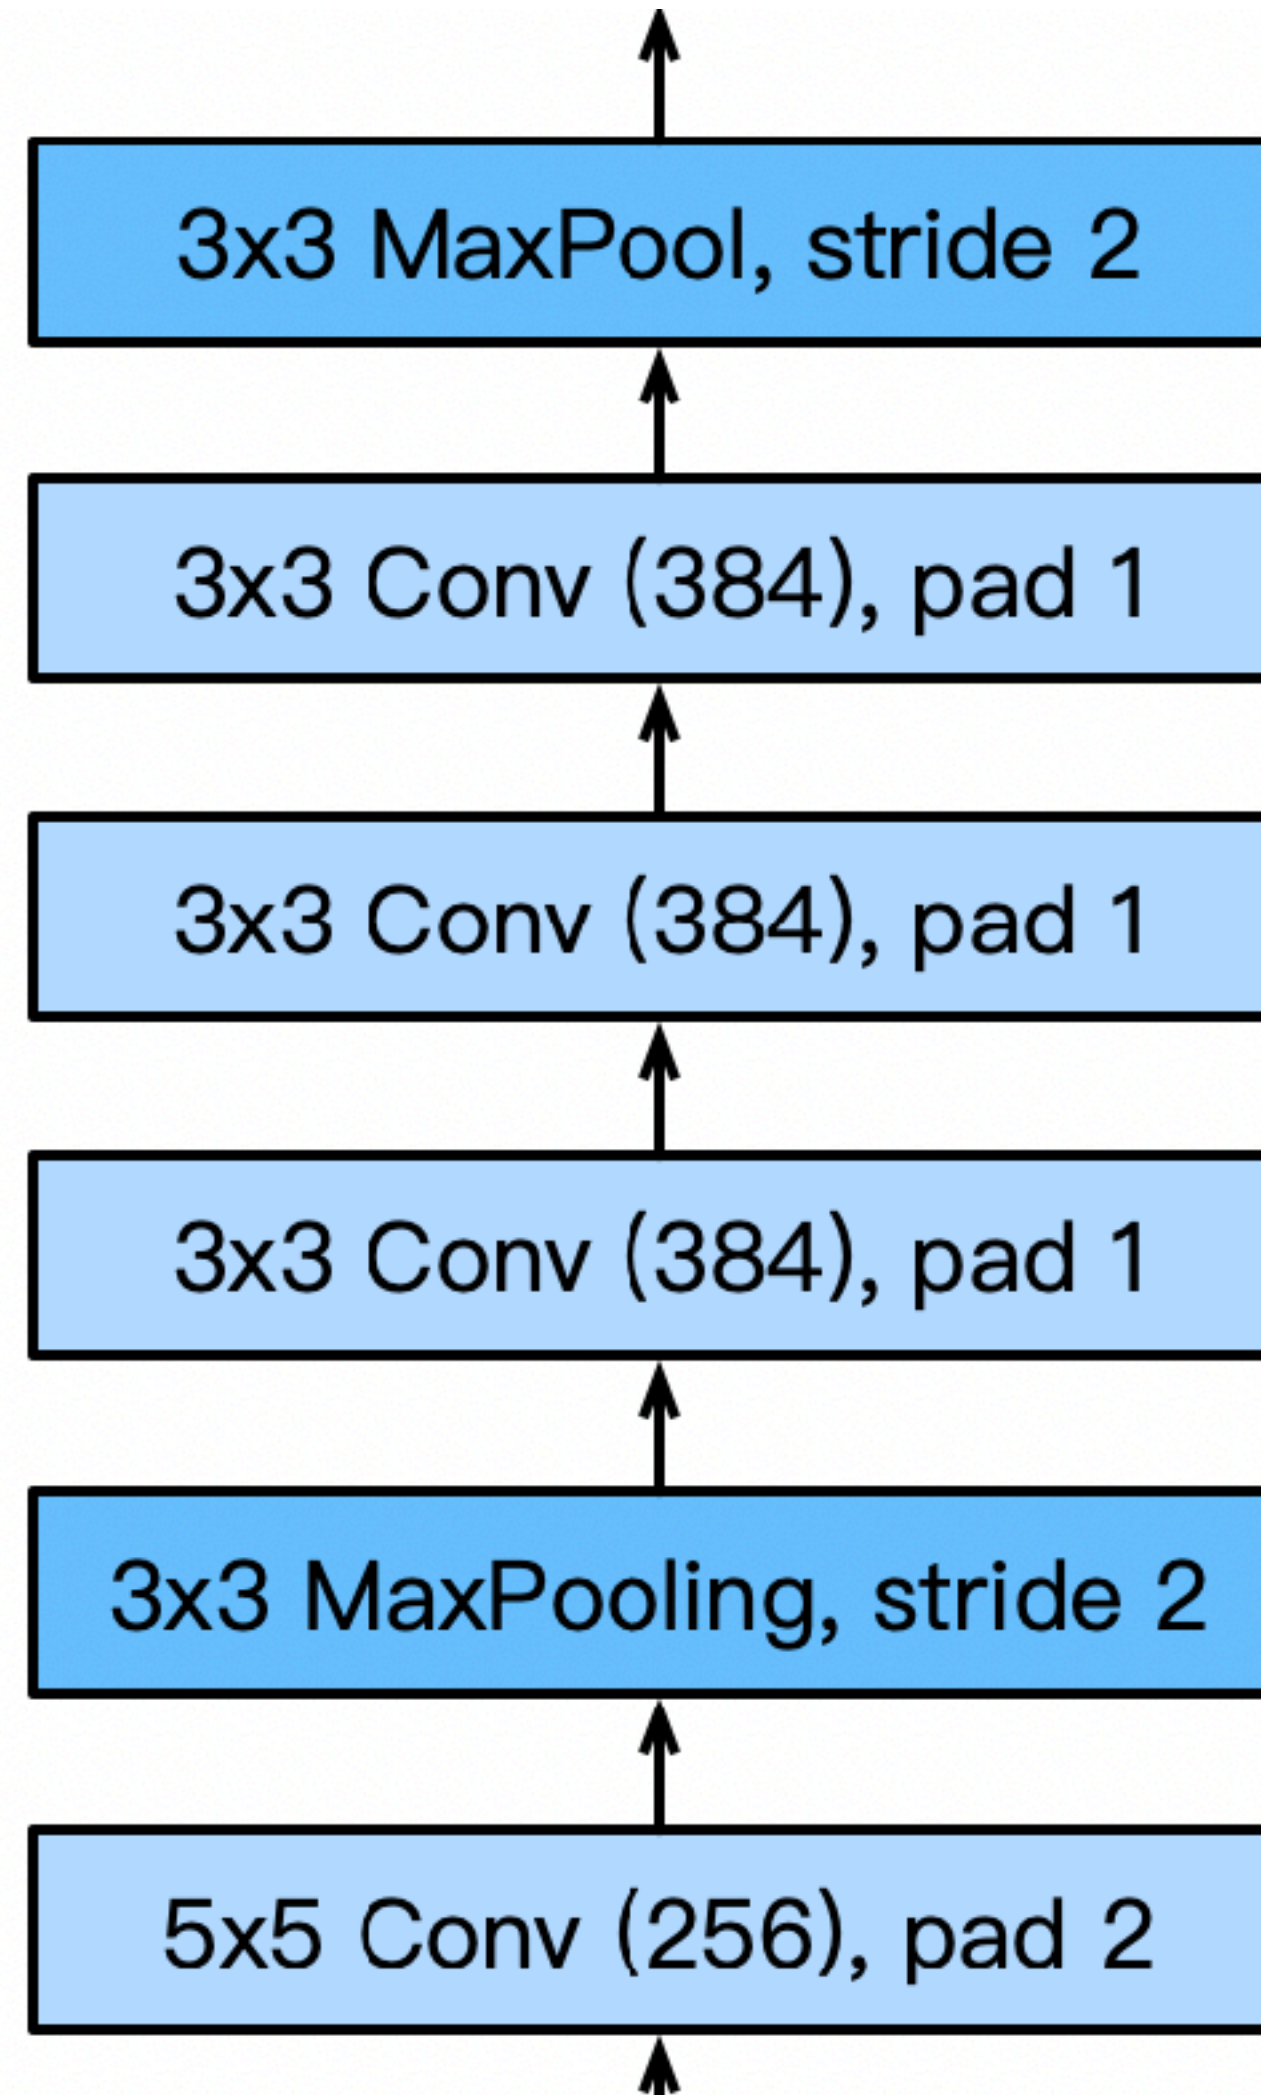 3x3 MaxPool, stride 2
3x3 Conv (384), pad 1
3x3 Conv (384), pad 1
3x3 Conv (384), pad 1
3x3 MaxPooling, stride 2
5x5 Conv (256), pad 2